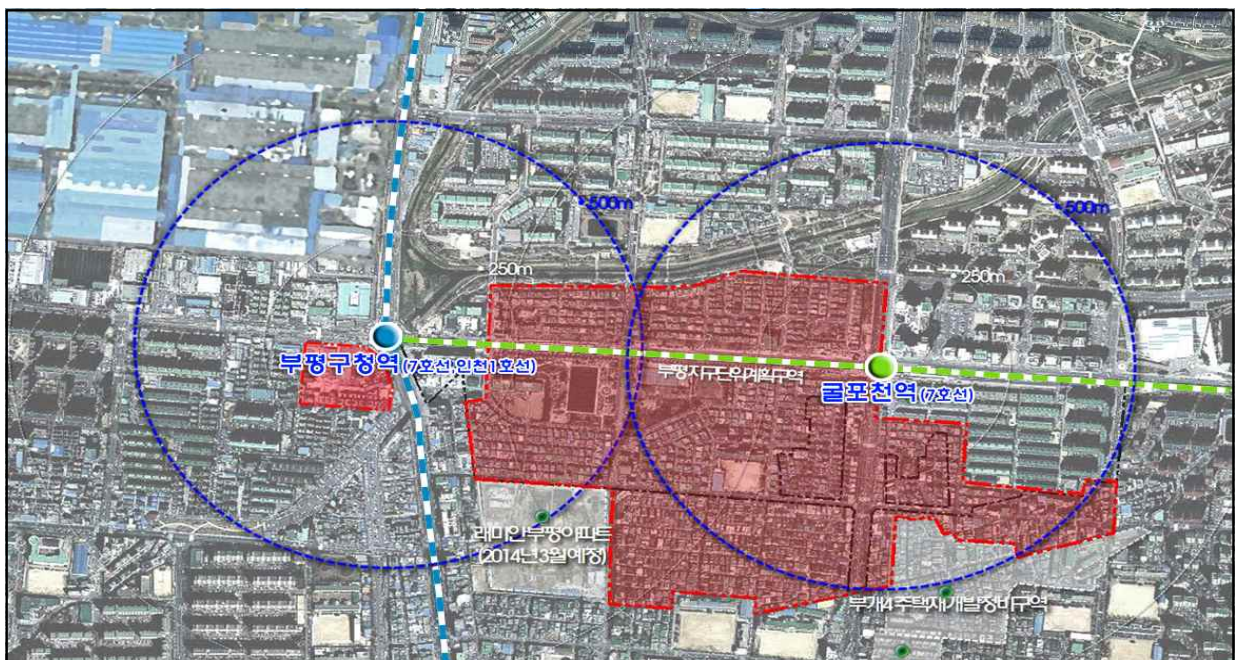 500m
500m
250m
250m
부평구청역(7호선,인천1호선)
부평지구단위계획구역
굴포천역(7호선)
래미안부평아파트
(2014년3월예정)
부개4 주택재개발정비구역